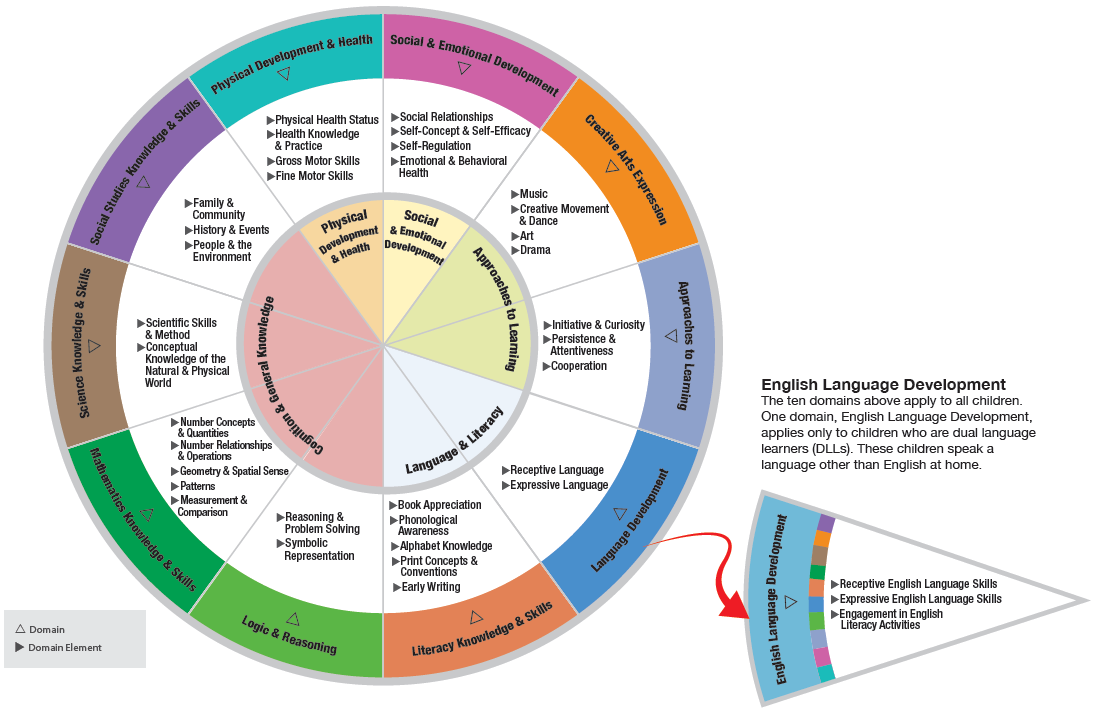 Physical Development & Health
Social & Emotional Development
Creative Arts Expression
Approaches to Learning
Language Development
Literacy Knowledge & Skills
Logic & Reasoning
Mathematics Knowledge & Skills
Science Knowledge & Skills
Social Studies Knowledge & Skills
Physical Health Status
Health Knowledge
& Practice
Gross Motor Skills
Fine Motor Skills
Social Relationships
Self-Concept & Self-Efficacy
Self-Regulation
Emotional & Behavioral
Health
Music
Creative Movement
& Dance
Art
Drama
Initiative & Curiosity
Persistence &
Attentiveness
Cooperation
Receptive Language
Expressive Language
Book Appreciation
Phonological
Awareness
Alphabet Knowledge
Print Concepts &
Conventions
Early Writing
Reasoning &
Problem Solving
Symbolic
Representation
Number Concepts
& Quantities
Number Relationships
& Operations
Geometry & Spatial Sense
Patterns
Measurement &
Comparison
Scientific Skills
& Method
Conceptual
Knowledge of the
Natural & Physical
World
Family &
Community
History & Events
People & the
Environment
Physical
Development
& Health
Social
& Emotional
Development
Approaches to Learning
Language & Literacy
Cognition & General Knowledge
English Language Development
The ten domains above apply to all children.
One domain, English Language Development,
applies only to children who are dual language
learners (DLLs). These children speak a
language other than English at home.
English Language Development
Receptive English Language Skills
Expressive English Language Skills
Engagement in English
Literacy Activities
Domain
Domain Element